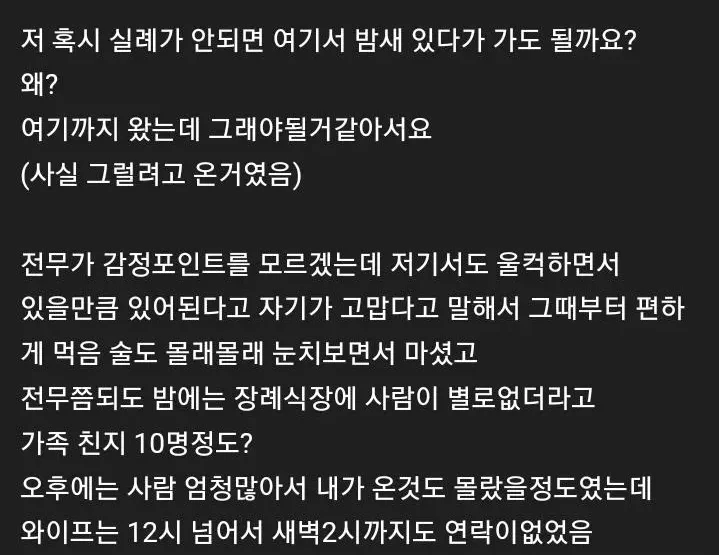 저 혹시 실례가 안되면 여기서 밤새 있다가 가도 될까요?
왜?
여기까지 왔는데 그래야될거같아서요
(사실 그럴려고 온거였음)
전무가 감정포인트를 모르겠는데 저기서도 울컥하면서
있을만큼 있어된다고 자기가 고맙다고 말해서 그때부터 편하
게 먹음 술도 몰래몰래 눈치보면서 마셨고
전무쯤되도 밤에는 장례식장에 사람이 별로없더라고
가족 친지 10명정도?
오후에는 사람 엄청많아서 내가 온것도 몰랐을정도였는데
와이프는 12시 넘어서 새벽2시까지도 연락이없었음